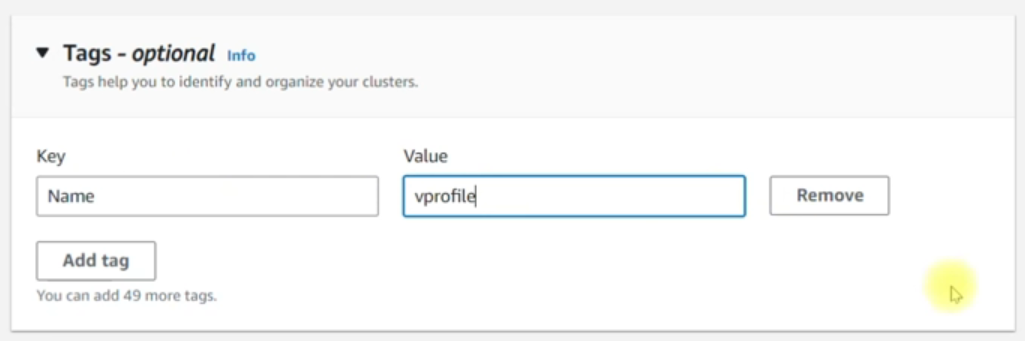 Tags - optional Info
Tags help you to identify and organize your clusters.
Key Value
Name vprofile Remove
Add tag
You can add 49 more tags.